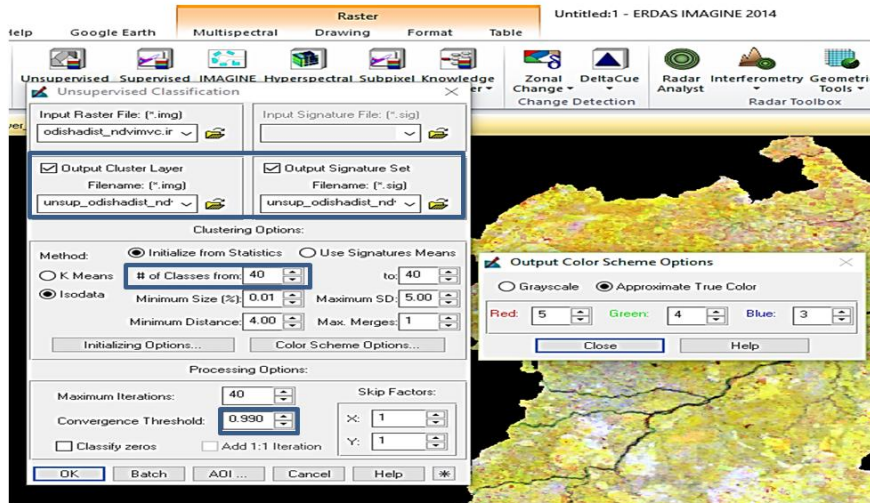 Raster
Untitled:1 - ERDAS IMAGINE 2014
Help Google Earth Multispectral Drawing Format Table
Unsupervised Supervised IMAGINE Hyperspectral Subpixel Knowledge
Zonal Change DeltaCue
Radar Analyst Interferometry Geometric Tools
Change Detection
Radar Toolbox
Unsupervised Classification
Input Raster File: (*.img)
Input Signature File: (*.sig)
odishadist_ndvimvc.ir
Output Cluster Layer
Output Signature Set
Filename: (*.img)
Filename: (*.sig)
unsup_odishadist_nd
unsup_odishadist_nd
Clustering Options:
Method: Initialize from Statistics Use Signatures Means
K Means # of Classes from: 40 to: 40
Isodata Minimum Size (%): 0.01 Maximum SD: 5.00
Minimum Distance: 4.00 Max. Merges: 1
Initializing Options... Color Scheme Options...
Processing Options:
Maximum Iterations: 40
Skip Factors:
Convergence Threshold: 0.990
X: 1
Classify zeros Add 1:1 Iteration
Y: 1
OK Batch AOI ... Cancel Help *
Output Color Scheme Options
Grayscale Approximate True Color
Red: 5 Green: 4 Blue: 3
Close Help